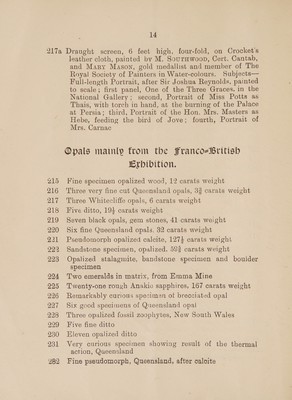 14
217a Draught screen, 6 feet high, four-fold, on Crocket's
leather cloth, painted by M. SOUTHWOOD, Cert. Cantab,
and MARY MASON, gold medallist and member of The
Royal Society of Painters in Water-colours. Subjects—
Full-length Portrait, after Sir Joshua Reynolds, painted
to scale; first panel, One of the Three Graces, in the
National Gallery; second, Portrait of Miss Potts as
Thais, with torch in hand, at the burning of the Palace
at Persia; third, Portrait of the Hon. Mrs. Masters as
Hebe, feeding the bird of Jove; fourth, Portrait of
Mrs. Carnac
Opals mainly from the Franco-British
Exhibition.
215 Fine specimen opalized wood, 12 carats weight
216 Three very fine cut Queensland opals, 3¾ carats weight
217 Three Whitecliffe opals, 6 carats weight
218 Five ditto, 19½ carats weight
219 Seven black opals, gem stones, 41 carats weight
220 Six fine Queensland opals, 32 carats weight
221 Pseudomorph opalized calcite, 127½ carats weight
222 Sandstone specimen, opalized, 52½ carats weight
223 Opalized stalagmite, sandstone specimen and boulder
specimen
224 Two emeralds in matrix, from Emma Mine
225 Twenty-one rough Anakie sapphires, 167 carats weight
226 Remarkably curious specimen of brecciated opal
227 Six good specimens of Queensland opal
228 Three opalized fossil zoophytes, New South Wales
229 Five fine ditto
230 Eleven opalized ditto
231 Very curious specimen showing result of the thermal
action, Queensland
232 Fine pseudomorph, Queensland, after calcite